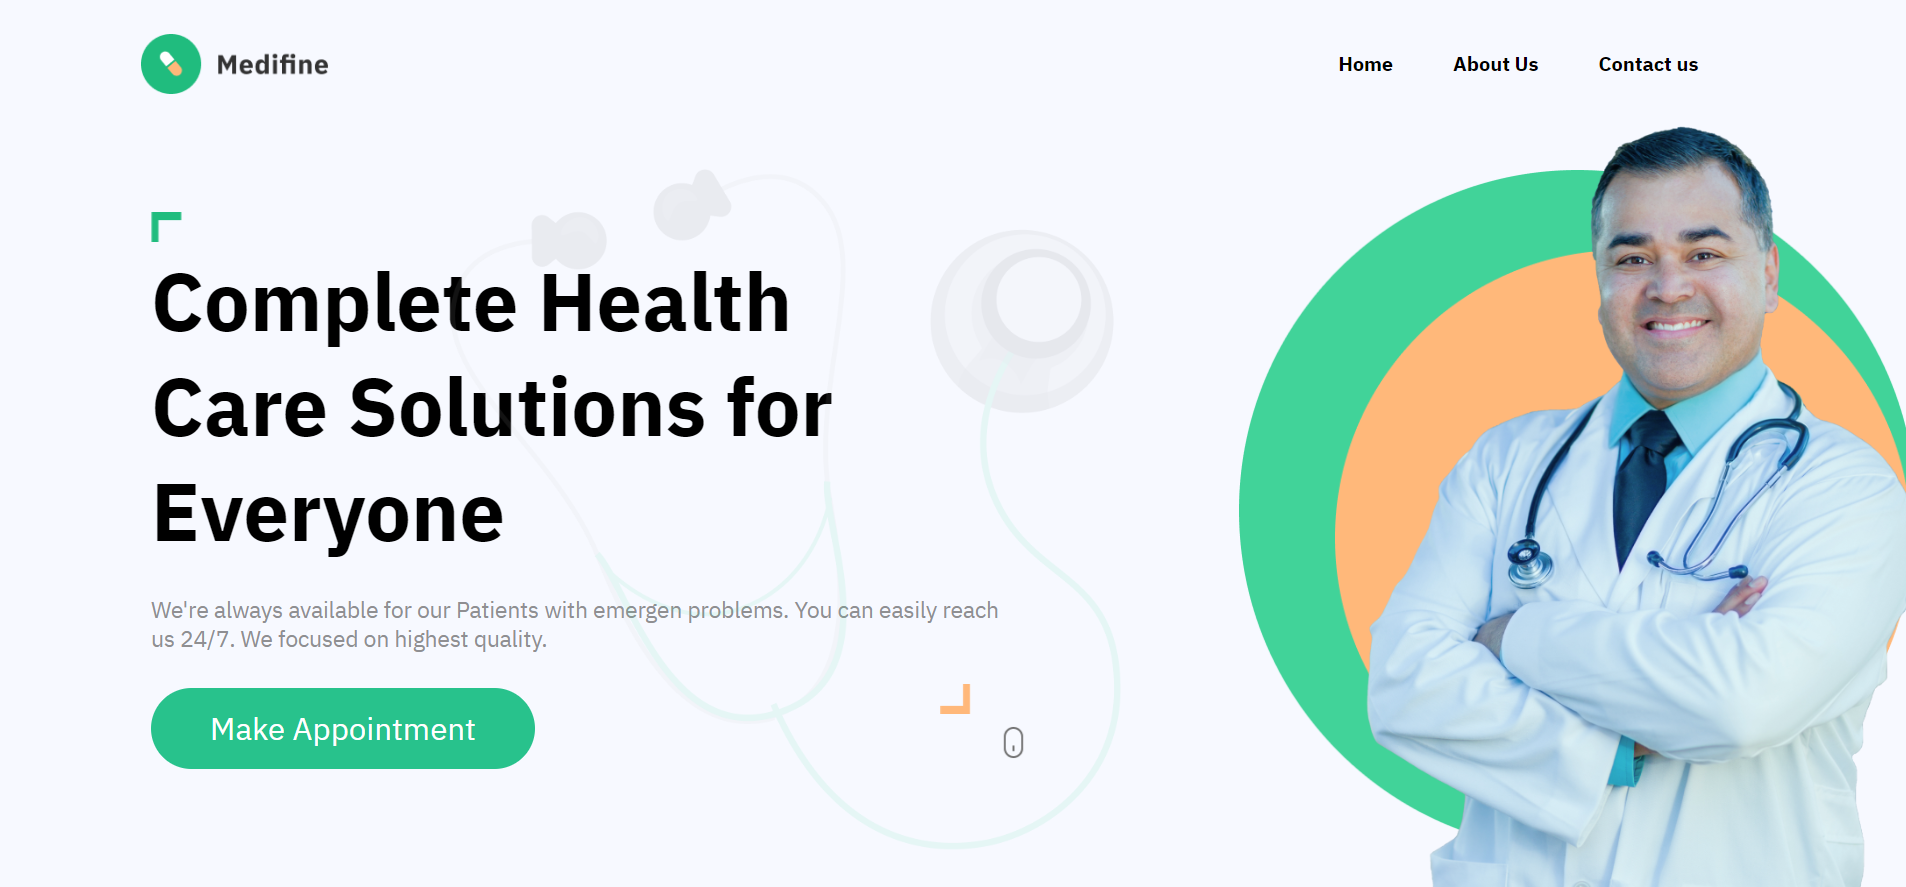 Medifine
Home
About Us
Contact us
Complete Health
Care Solutions for
Everyone
We're always available for our Patients with emergen problems. You can easily reach
us 24/7. We focused on highest quality.
Make Appointment